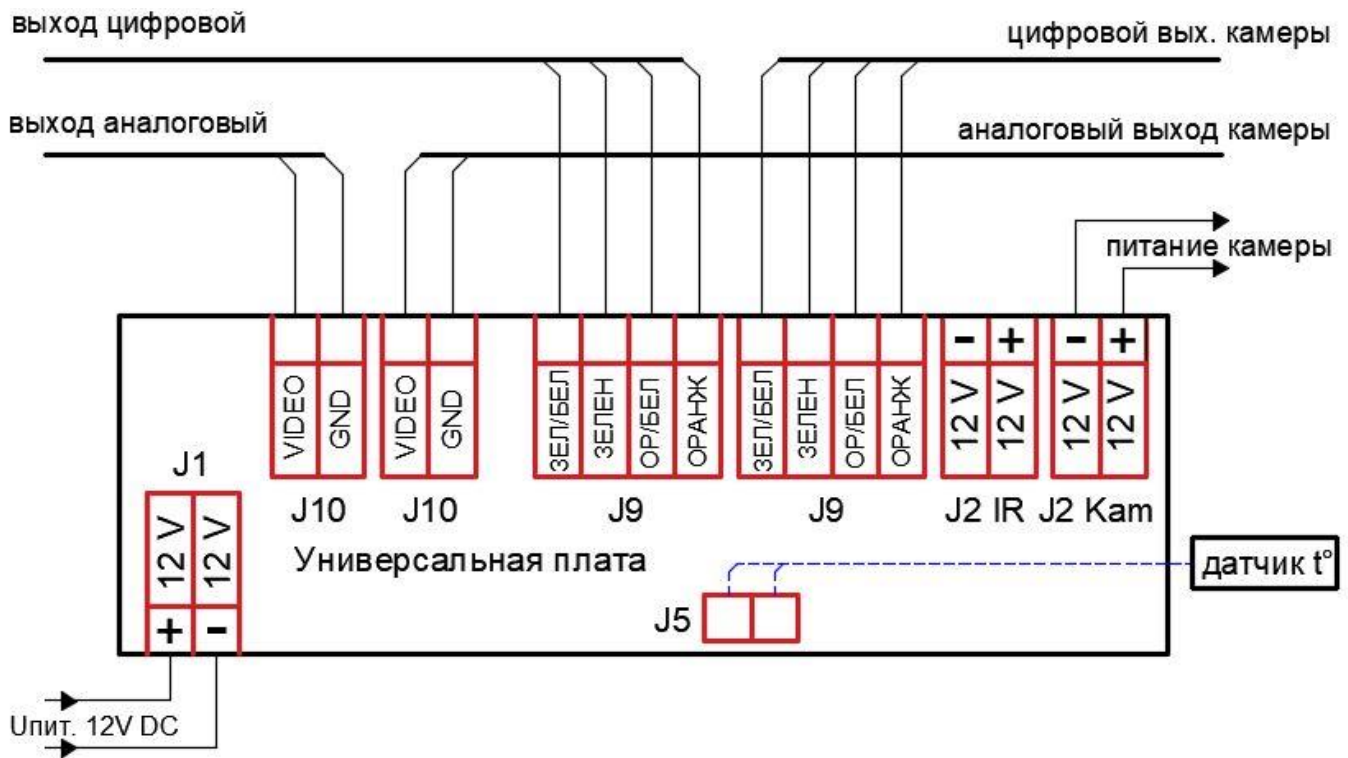 выход цифровой
цифровой вых. камеры
выход аналоговый
аналоговый выход камеры
питание камеры
VIDEO
GND
VIDEO
GND
ЗЕЛ/БЕЛ
ЗЕЛЕН
ОР/БЕЛ
ОРАНЖ
ЗЕЛ/БЕЛ
ЗЕЛЕН
ОР/БЕЛ
ОРАНЖ
- +
12 V
12 V
- +
12 V
12 V
J10
J10
J9
J9
J2 IR
J2 Kam
J1
12 V
12 V
+ -
Универсальная плата
датчик t°
J5
Uпит. 12V DC